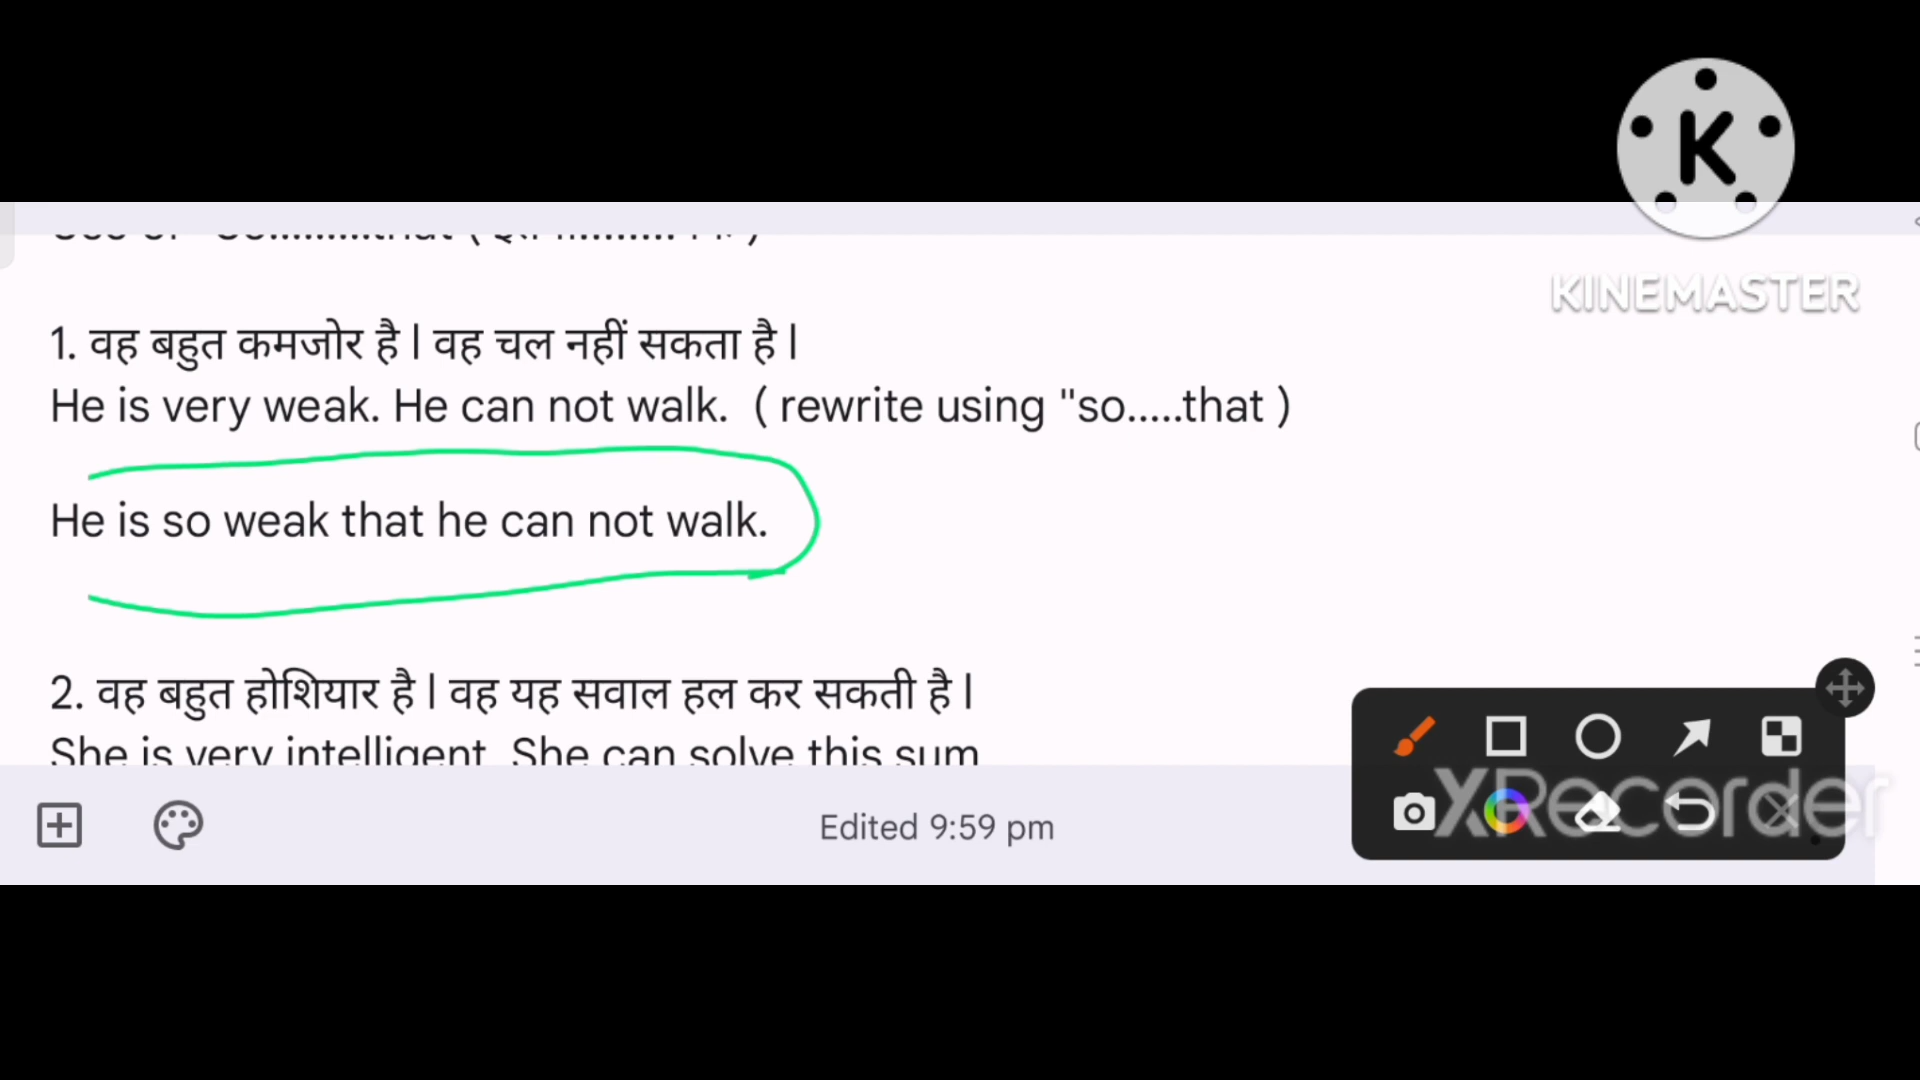 K
KINEMASTER
1. वह बहुत कमजोर है | वह चल नहीं सकता है |
He is very weak. He can not walk. ( rewrite using "so.....that )
He is so weak that he can not walk.
2. वह बहुत होशियार है | वह यह सवाल हल कर सकती है |
She is very intelligent She can solve this sum
Edited 9:59 pm
XRecorder